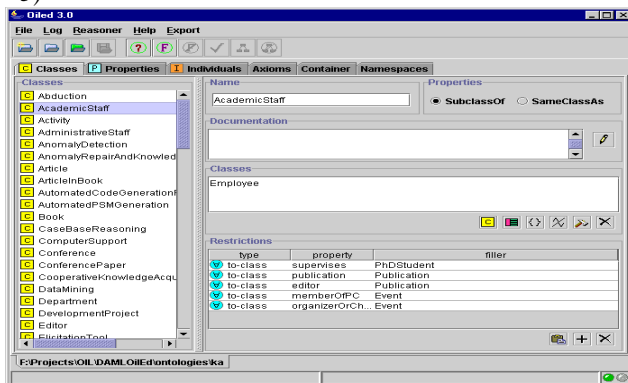 Oiled 3.0
File Log Reasoner Help Export
Classes Properties Individuals Axioms Container Namespaces
Classes
Abduction
AcademicStaff
Activity
AdministrativeStaff
AnomalyDetection
AnomalyRepairAndKnowled
Article
ArticleInBook
AutomatedCodeGenerationF
AutomatedPSMGeneration
Book
CaseBaseReasoning
ComputerSupport
Conference
ConferencePaper
CooperativeKnowledgeAcqu
DataMining
Department
DevelopmentProject
Editor
ElicitationTool
Name
AcademicStaff
Properties
SubclassOf SameClassAs
Documentation
Classes
Employee
Restrictions
type property filler
to-class supervises PhDStudent
to-class publication Publication
to-class editor Publication
to-class memberOfPC Event
to-class organizerOrCh... Event
F:\Projects\OIL\DAMLOilEd\ontologies\ka